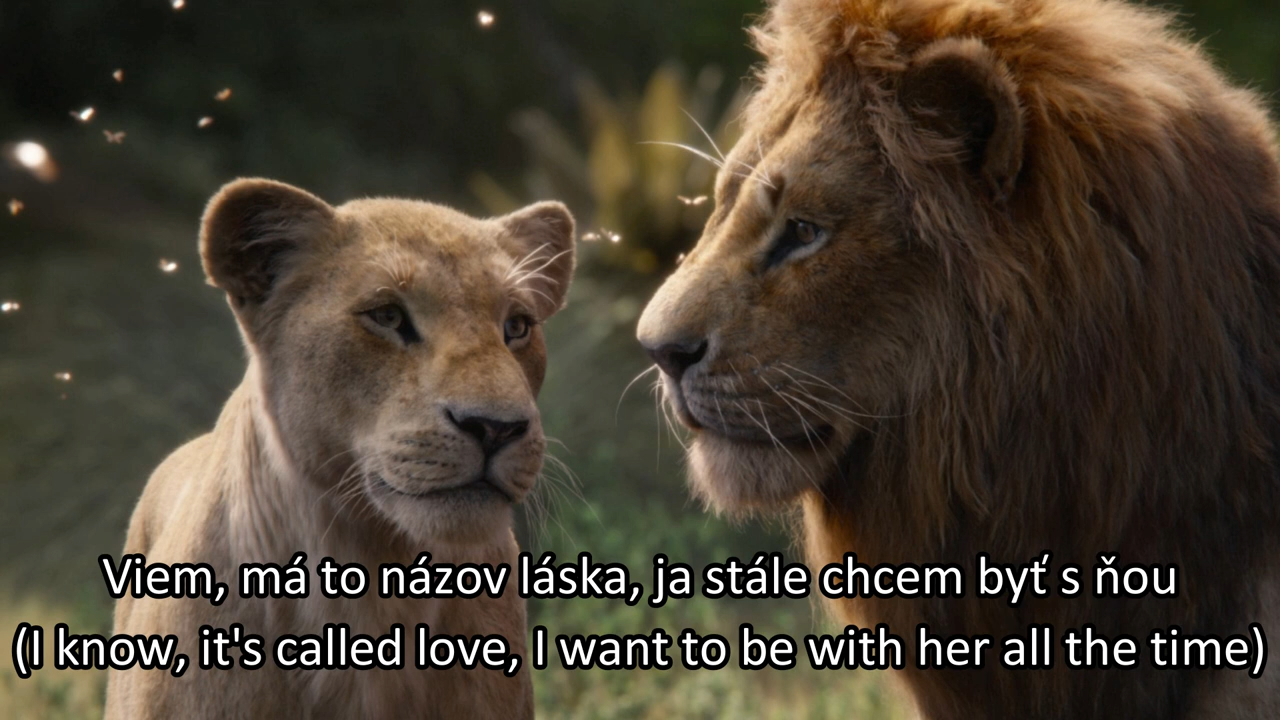 Viem, má to názov láska, ja stále chcem byť s ňou
(I know, it's called love, I want to be with her all the time)